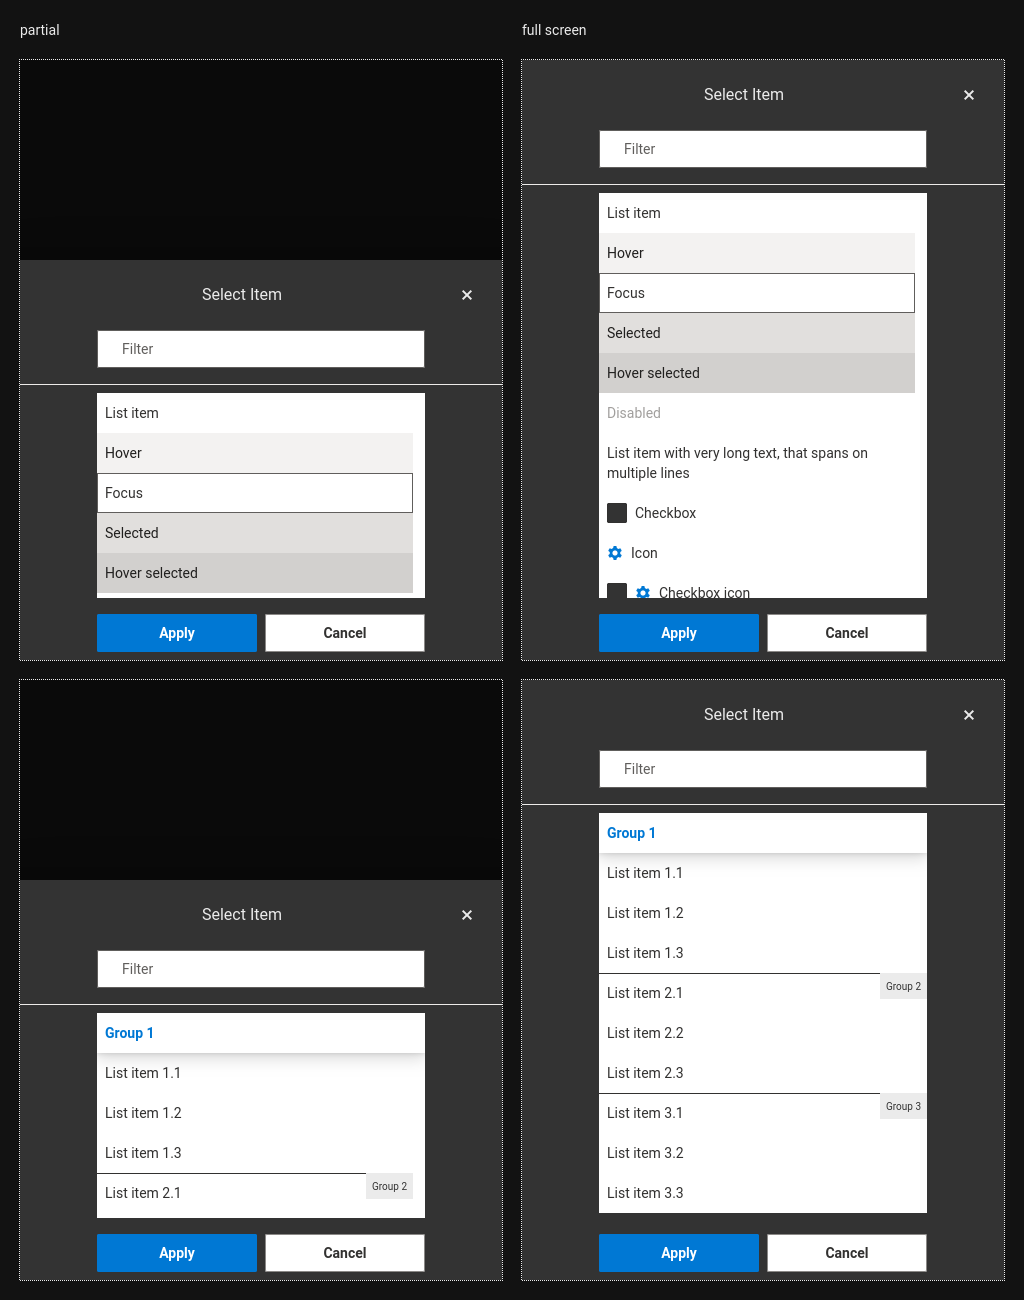 partial
full screen
Select Item
Filter
List item
Hover
Focus
Selected
Hover selected
Apply
Cancel
Select Item
Filter
List item
Hover
Focus
Selected
Hover selected
Disabled
List item with very long text, that spans on
multiple lines
Checkbox
Icon
Checkbox icon
Apply
Cancel
Select Item
Filter
Group 1
List item 1.1
List item 1.2
List item 1.3
Group 2
List item 2.1
Apply
Cancel
Select Item
Filter
Group 1
List item 1.1
List item 1.2
List item 1.3
Group 2
List item 2.1
List item 2.2
List item 2.3
Group 3
List item 3.1
List item 3.2
List item 3.3
Apply
Cancel